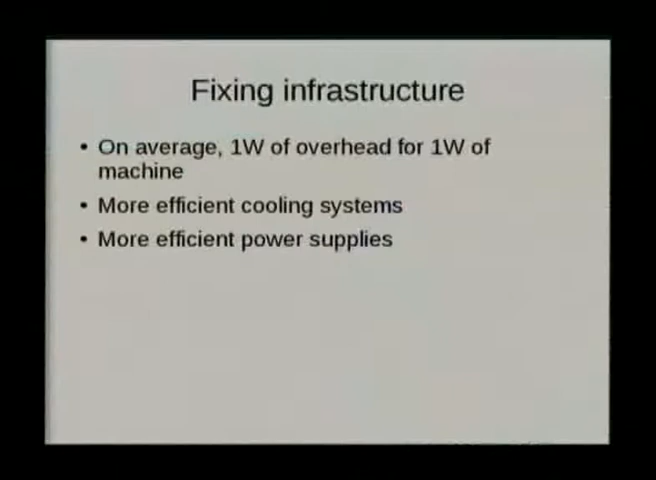 Fixing infrastructure
• On average, 1W of overhead for 1W of
machine
• More efficient cooling systems
• More efficient power supplies